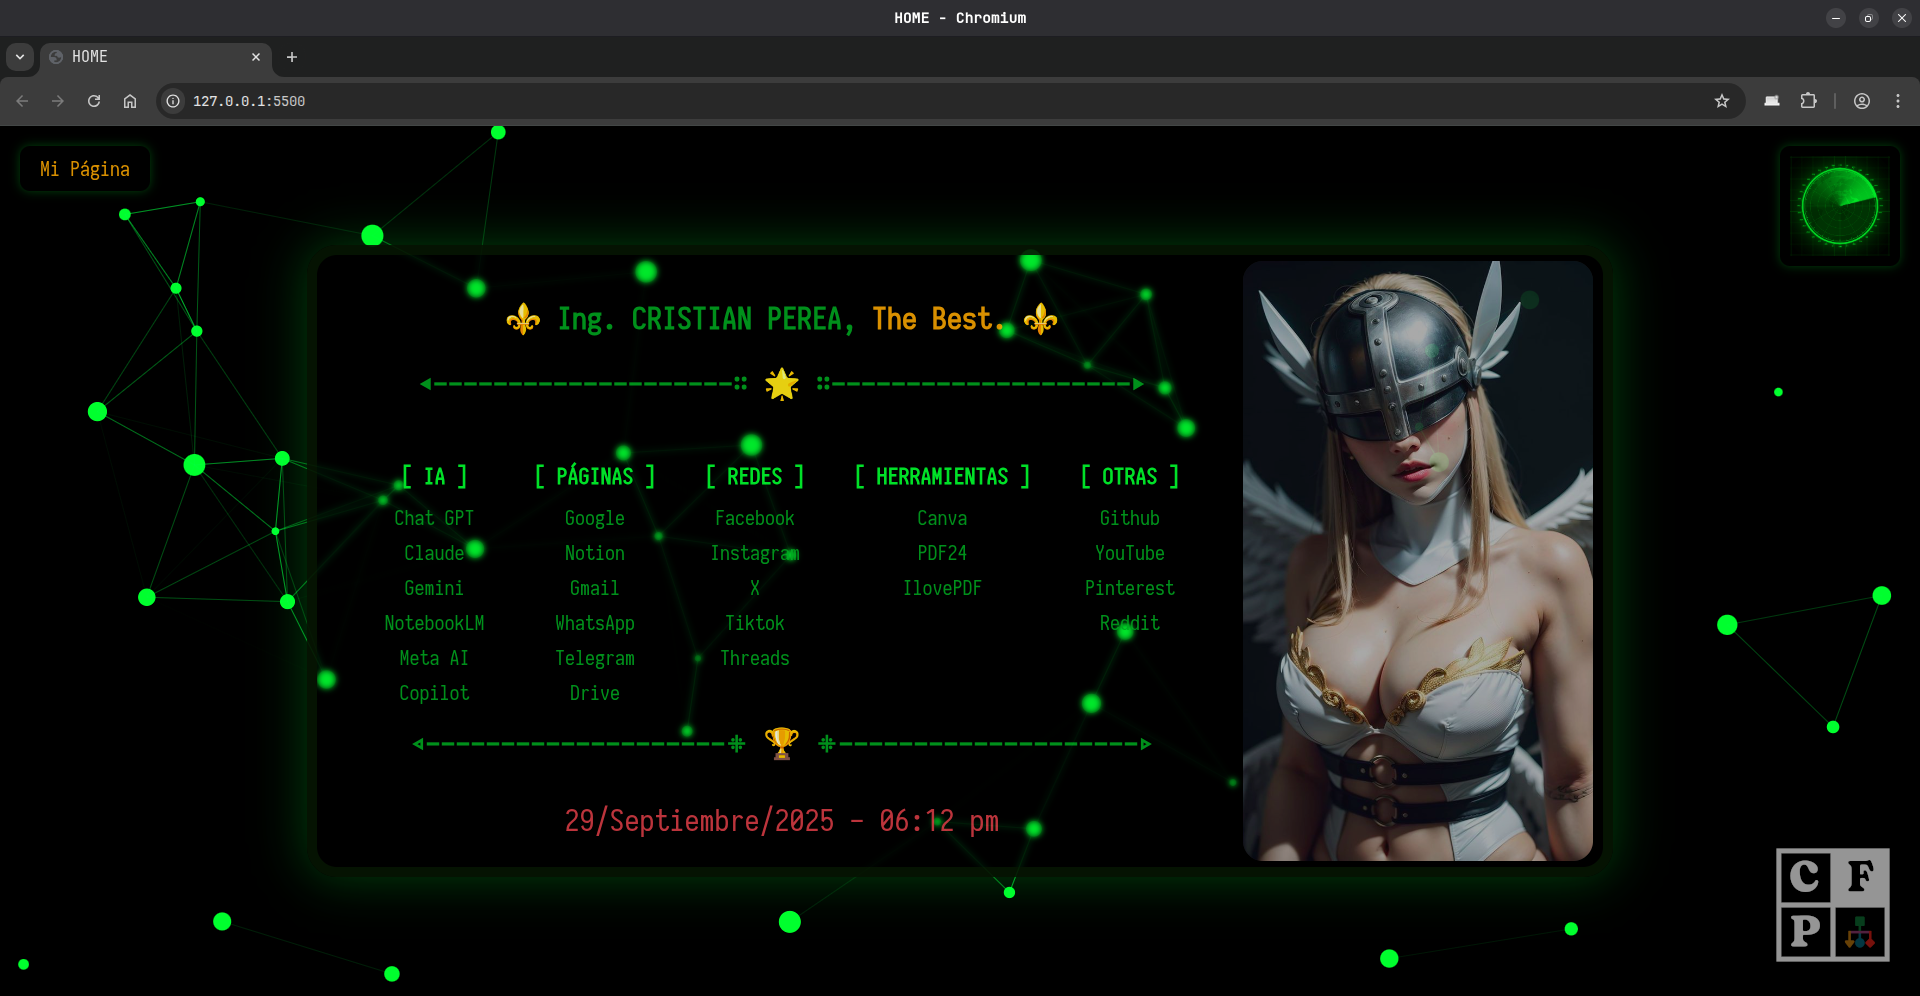 HOME - Chromium
HOME
127.0.0.1:5500
Mi Página
Ing. CRISTIAN PEREA, The Best.
[ IA ] [ PÁGINAS ] [ REDES ] [ HERRAMIENTAS ] [ OTRAS ]
Chat GPT Google Facebook Canva Github
Claude Notion Instagram PDF24 YouTube
Gemini Gmail X IlovePDF Pinterest
NotebookLM WhatsApp Tiktok Reddit
Meta AI Telegram Threads
Copilot Drive
29/Septiembre/2025 - 06:12 pm
C F
P